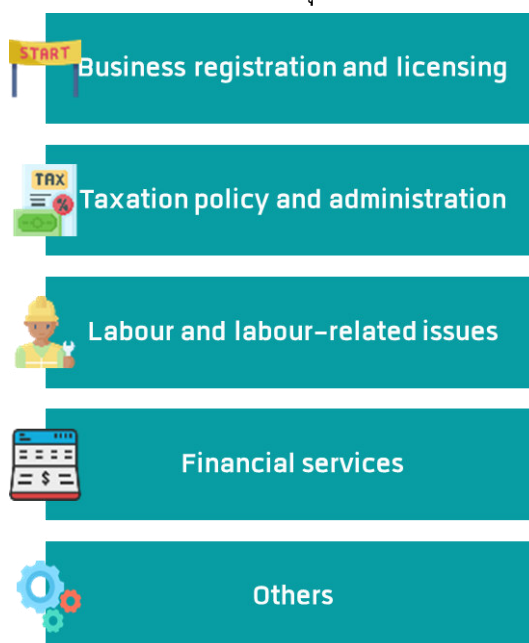 START
Business registration and licensing
TAX
%
Taxation policy and administration
Labour and labour-related issues
$
Financial services
Others